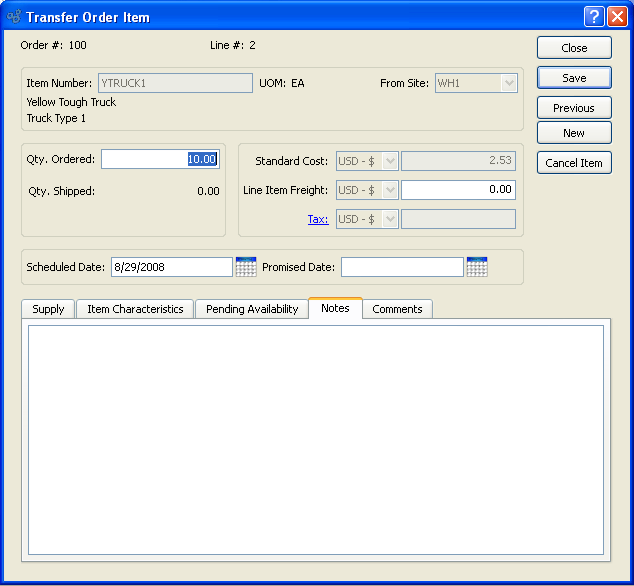 Transfer Order Item
Order #: 100 Line #: 2 Close
Item Number: YTRUCK1 UOM: EA From Site: WH1 Save
Yellow Tough Truck
Truck Type 1 Previous
New
Qty. Ordered: 10.00 Standard Cost: USD - $ 2.53 Cancel Item
Qty. Shipped: 0.00 Line Item Freight: USD - $ 0.00
Tax: USD - $
Scheduled Date: 8/29/2008 Promised Date:
Supply Item Characteristics Pending Availability Notes Comments